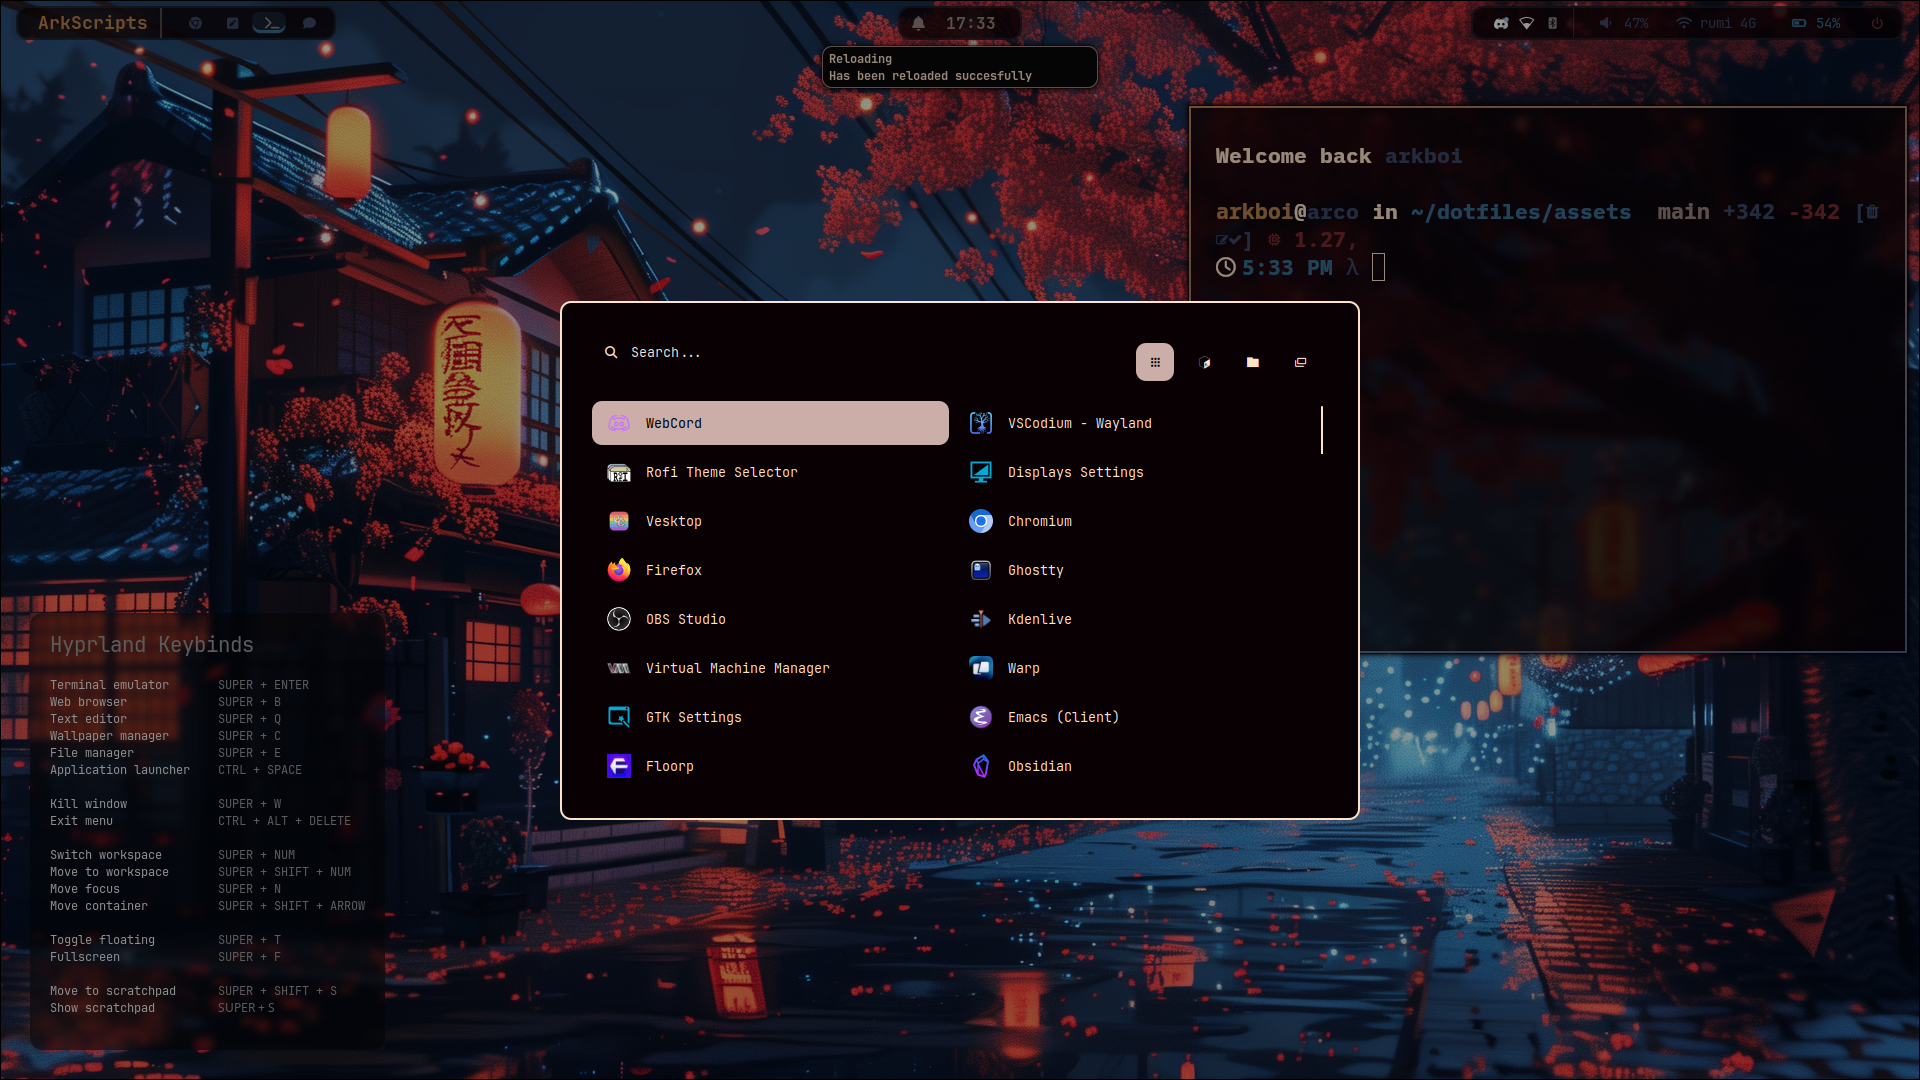 ArkScripts
17:33
47%
rumi 4G
54%
Reloading
Has been reloaded succesfully
Welcome back arkboi
arkboi@arco in ~/dotfiles/assets main +342 -342 [
] 1.27,
5:33 PM λ
Search...
WebCord
VSCodium - Wayland
Rofi Theme Selector
Displays Settings
Vesktop
Chromium
Firefox
Ghostty
OBS Studio
Kdenlive
Virtual Machine Manager
Warp
GTK Settings
Emacs (Client)
Floorp
Obsidian
Hyprland Keybinds
Terminal emulator SUPER + ENTER
Web browser SUPER + B
Text editor SUPER + Q
Wallpaper manager SUPER + C
File manager SUPER + E
Application launcher CTRL + SPACE
Kill window SUPER + W
Exit menu CTRL + ALT + DELETE
Switch workspace SUPER + NUM
Move to workspace SUPER + SHIFT + NUM
Move focus SUPER + N
Move container SUPER + SHIFT + ARROW
Toggle floating SUPER + T
Fullscreen SUPER + F
Move to scratchpad SUPER + SHIFT + S
Show scratchpad SUPER + S